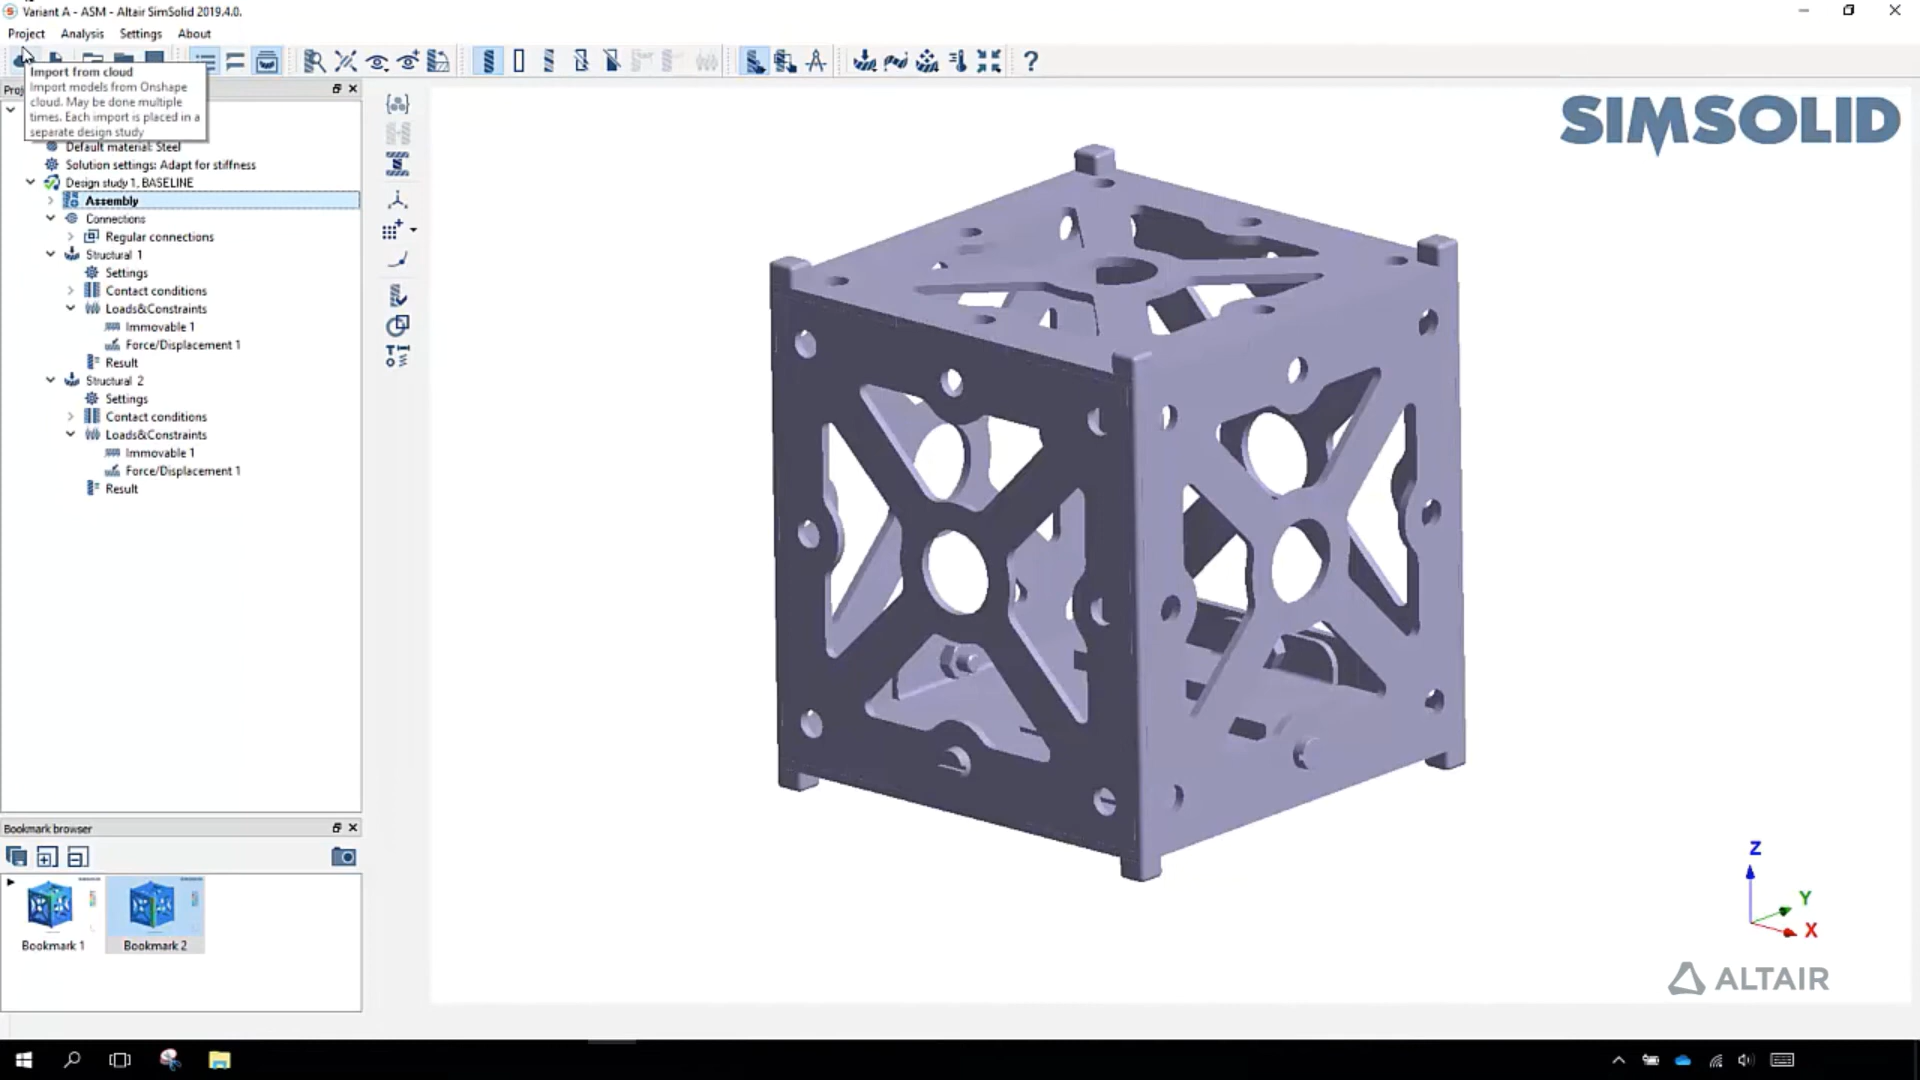 Variant A - ASM - Altair SimSolid 2019.4.0.
Project Analysis Settings About
Import from cloud
Import models from Onshape
cloud. May be done multiple
times. Each import is placed in a
separate design study
Default material: Steel
Solution settings: Adapt for stiffness
Design study 1, BASELINE
Assembly
Connections
Regular connections
Structural 1
Settings
Contact conditions
Loads&Constraints
Immovable 1
Force/Displacement 1
Result
Structural 2
Settings
Contact conditions
Loads&Constraints
Immovable 1
Force/Displacement 1
Result
Bookmark browser
Bookmark 1 Bookmark 2
SIMSOLID
Z
Y
X
ALTAIR